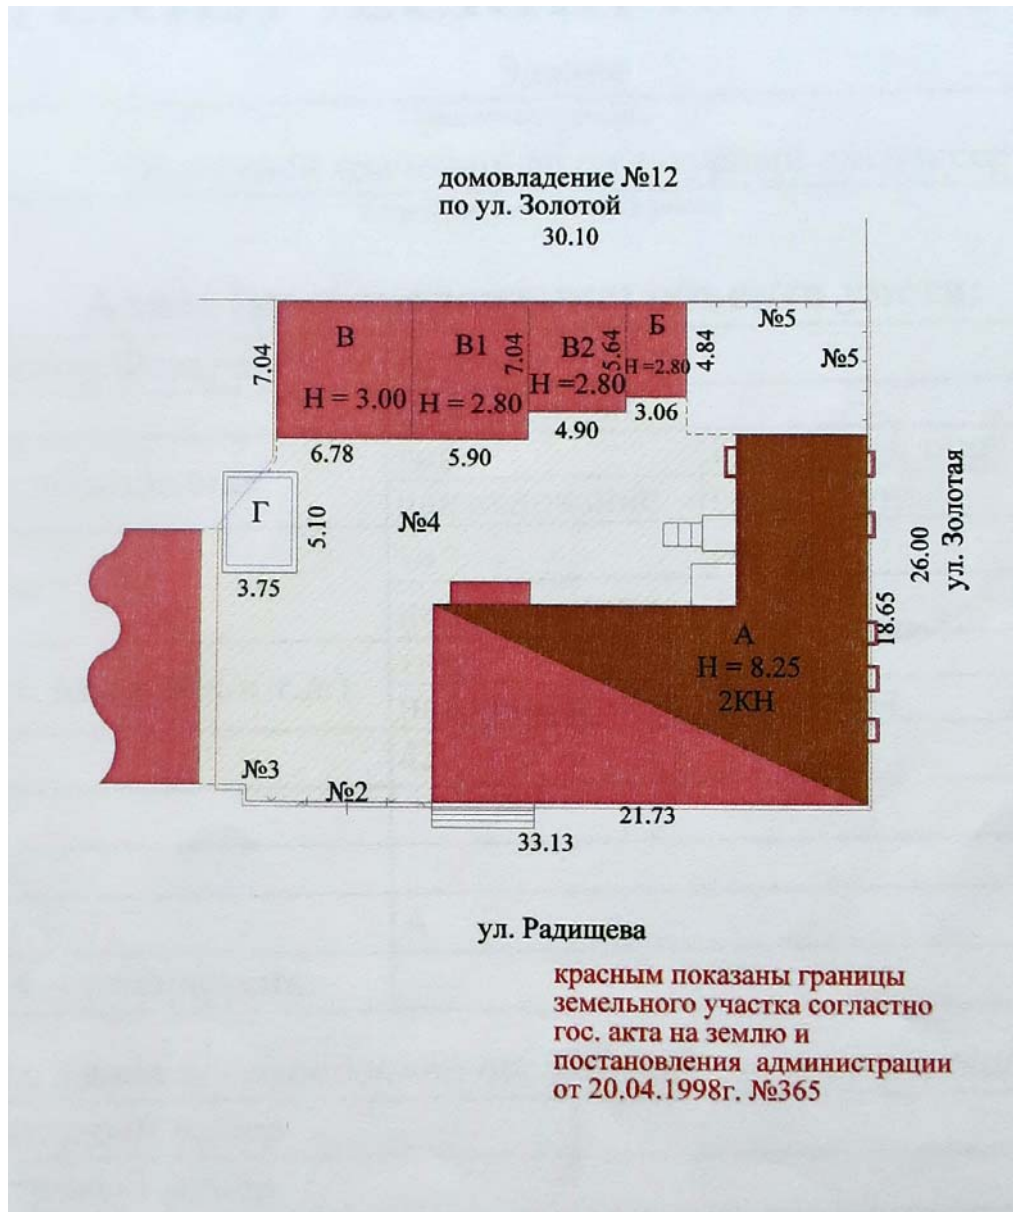 домовладение №12
по ул. Золотой
30.10
№5
№5
7.04
В
Н = 3.00
В1
7.04
Н = 2.80
В2
Н =2.80
5.64
Б
Н =2.80
4.84
3.06
4.90
6.78
5.90
Г
5.10
3.75
№4
ул. Золотая
26.00
18.65
А
Н = 8.25
2КН
№3
№2
21.73
33.13
ул. Радищева
красным показаны границы
земельного участка согластно
гос. акта на землю и
постановления администрации
от 20.04.1998г. №365